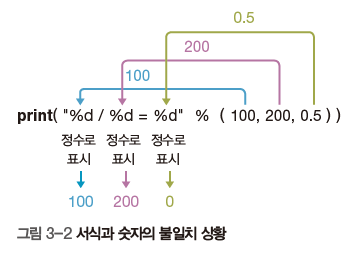 0.5
200
100
print( "%d / %d = %d" % ( 100, 200, 0.5 ) )
정수로 정수로 정수로
표시 표시 표시
100 200 0
그림 3-2 서식과 숫자의 불일치 상황